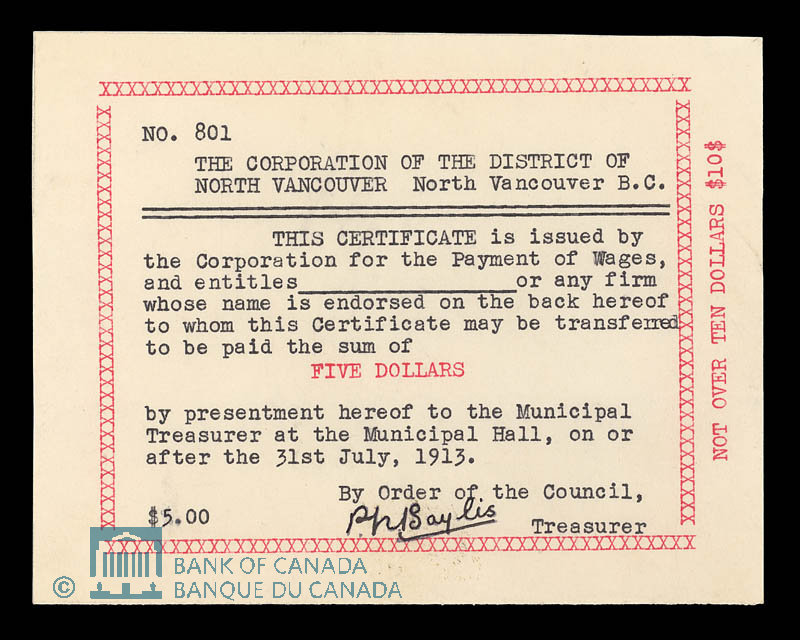 NO. 801
THE CORPORATION OF THE DISTRICT OF
NORTH VANCOUVER North Vancouver B.C.
THIS CERTIFICATE is issued by
the Corporation for the Payment of Wages,
and entitles________________or any firm
whose name is endorsed on the back hereof
to whom this Certificate may be transferred
to be paid the sum of
FIVE DOLLARS
by presentment hereof to the Municipal
Treasurer at the Municipal Hall, on or
after the 31st July, 1913.
By Order of the Council,
$5.00
Baylis
Treasurer
NOT OVER TEN DOLLARS $10$
© BANK OF CANADA
BANQUE DU CANADA